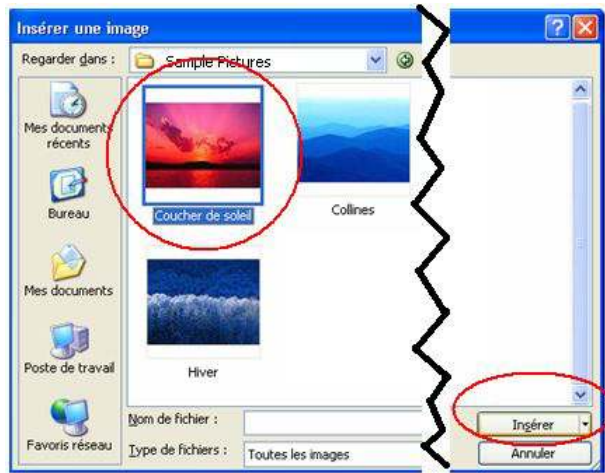 Insérer une image
Regarder dans :
Sample Pictures
Mes documents
récents
Bureau
Mes documents
Poste de travail
Favoris réseau
Coucher de soleil
Collines
Hiver
Nom de fichier :
Type de fichiers :
Toutes les images
Insérer
Annuler